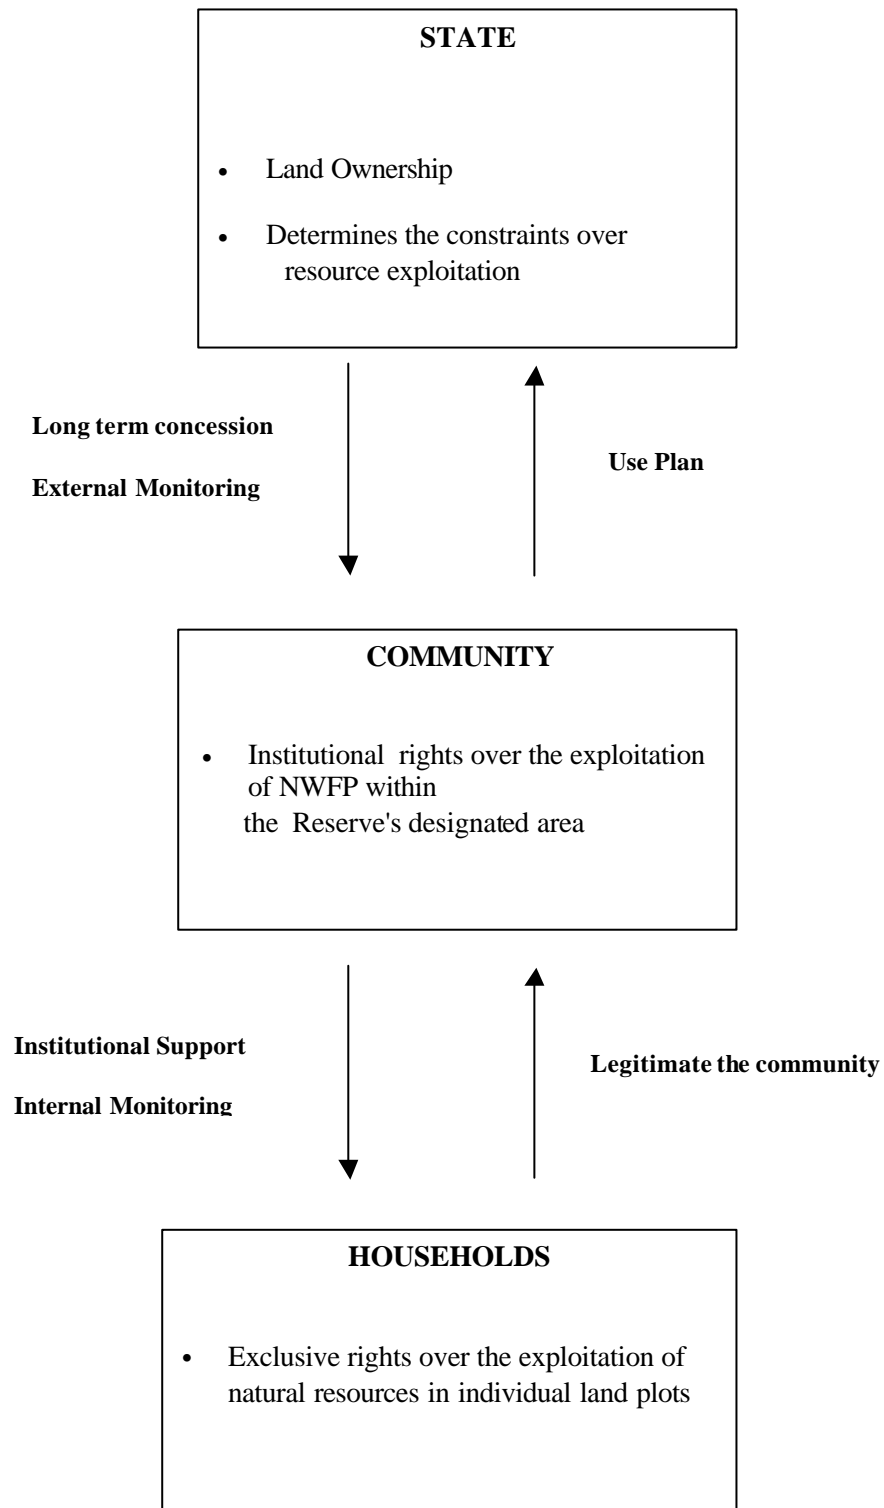 STATE
• Land Ownership
• Determines the constraints over
resource exploitation
Long term concession
External Monitoring
Use Plan
COMMUNITY
• Institutional rights over the exploitation
of NWFP within
the Reserve's designated area
Institutional Support
Internal Monitoring
Legitimate the community
HOUSEHOLDS
• Exclusive rights over the exploitation of
natural resources in individual land plots